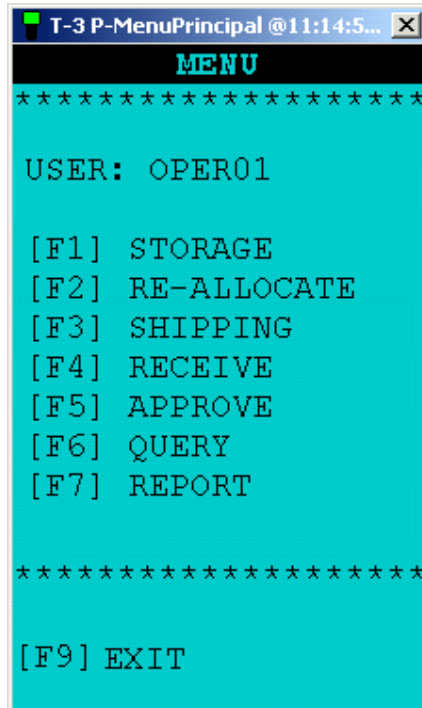 T-3 P-MenuPrincipal @11:14:5...
MENU
********************
USER: OPER01
[F1] STORAGE
[F2] RE-ALLOCATE
[F3] SHIPPING
[F4] RECEIVE
[F5] APPROVE
[F6] QUERY
[F7] REPORT
********************
[F9] EXIT